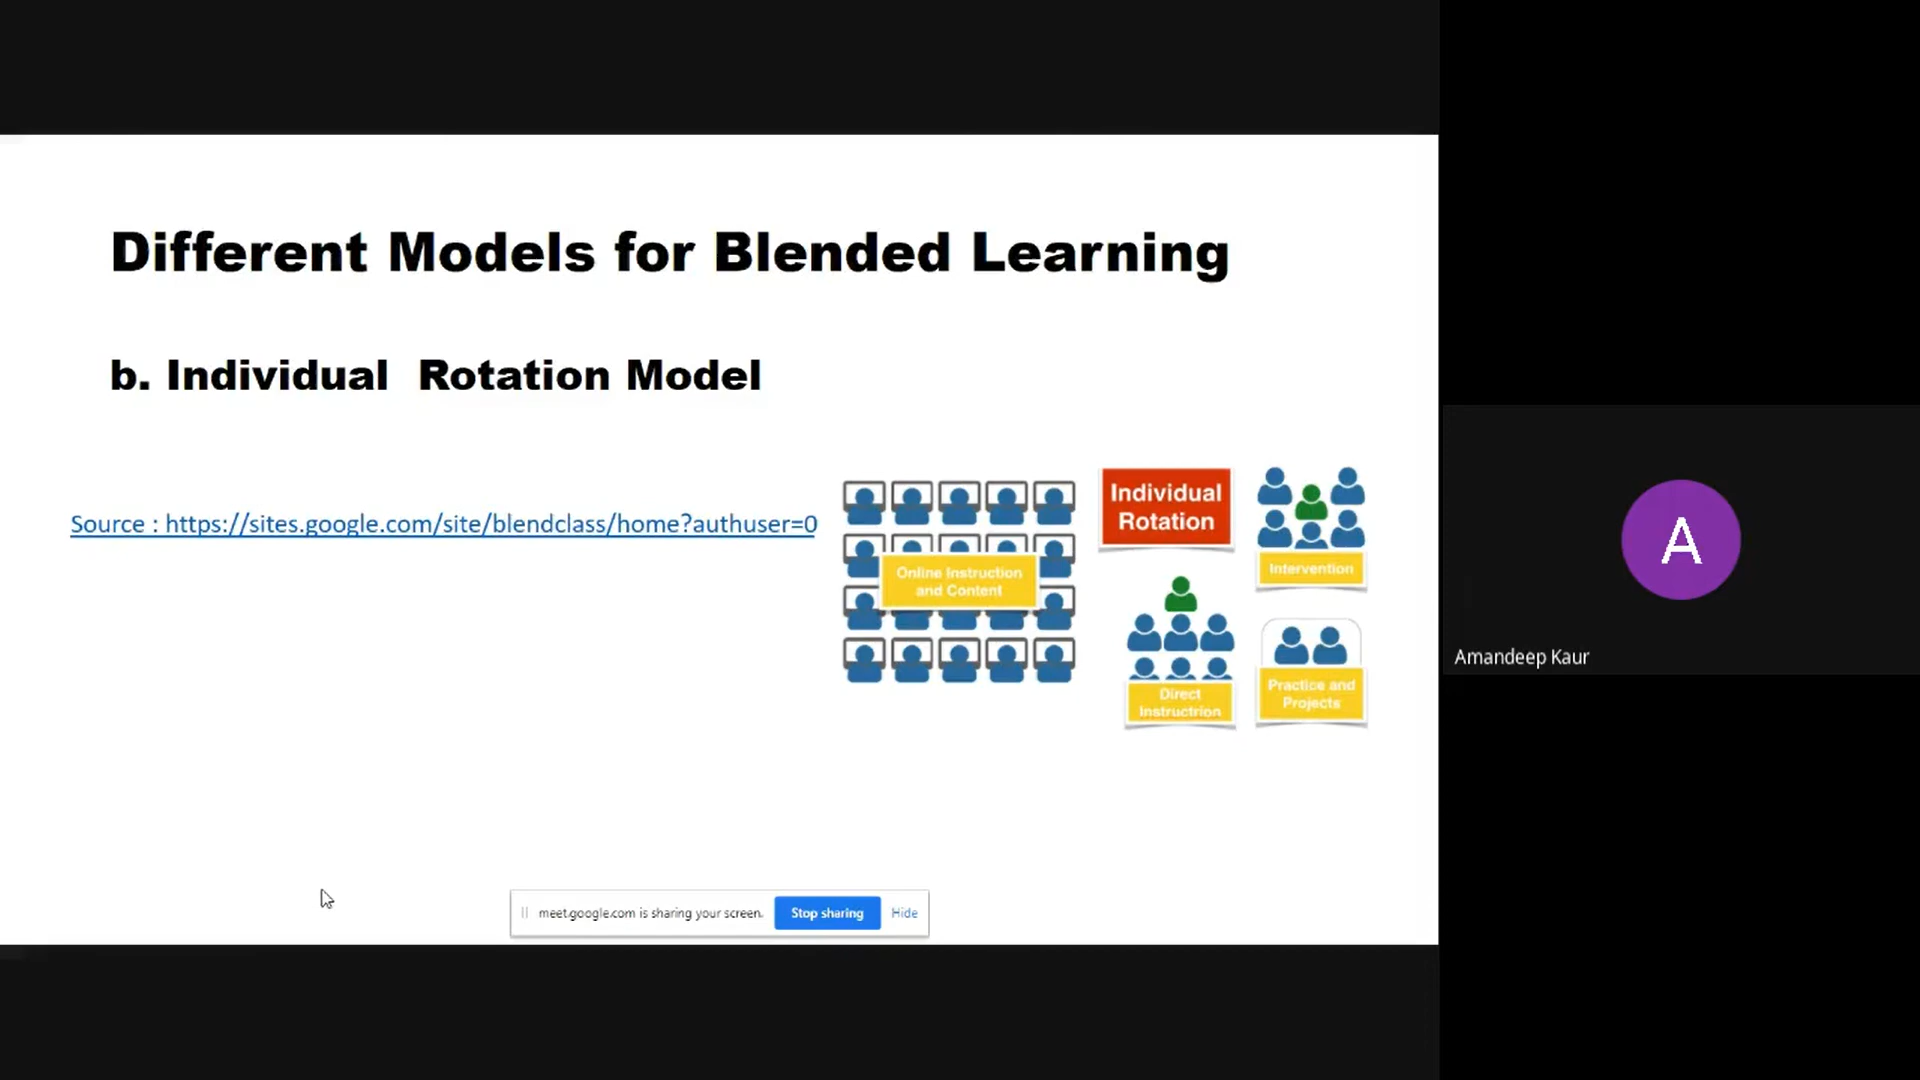 Different Models for Blended Learning
b. Individual Rotation Model
Source : https://sites.google.com/site/blendclass/home?authuser=0
Online Instruction
and Content
Individual
Rotation
Intervention
Direct
Instructrion
Practice and
Projects
A
Amandeep Kaur
meet.google.com is sharing your screen.
Stop sharing
Hide